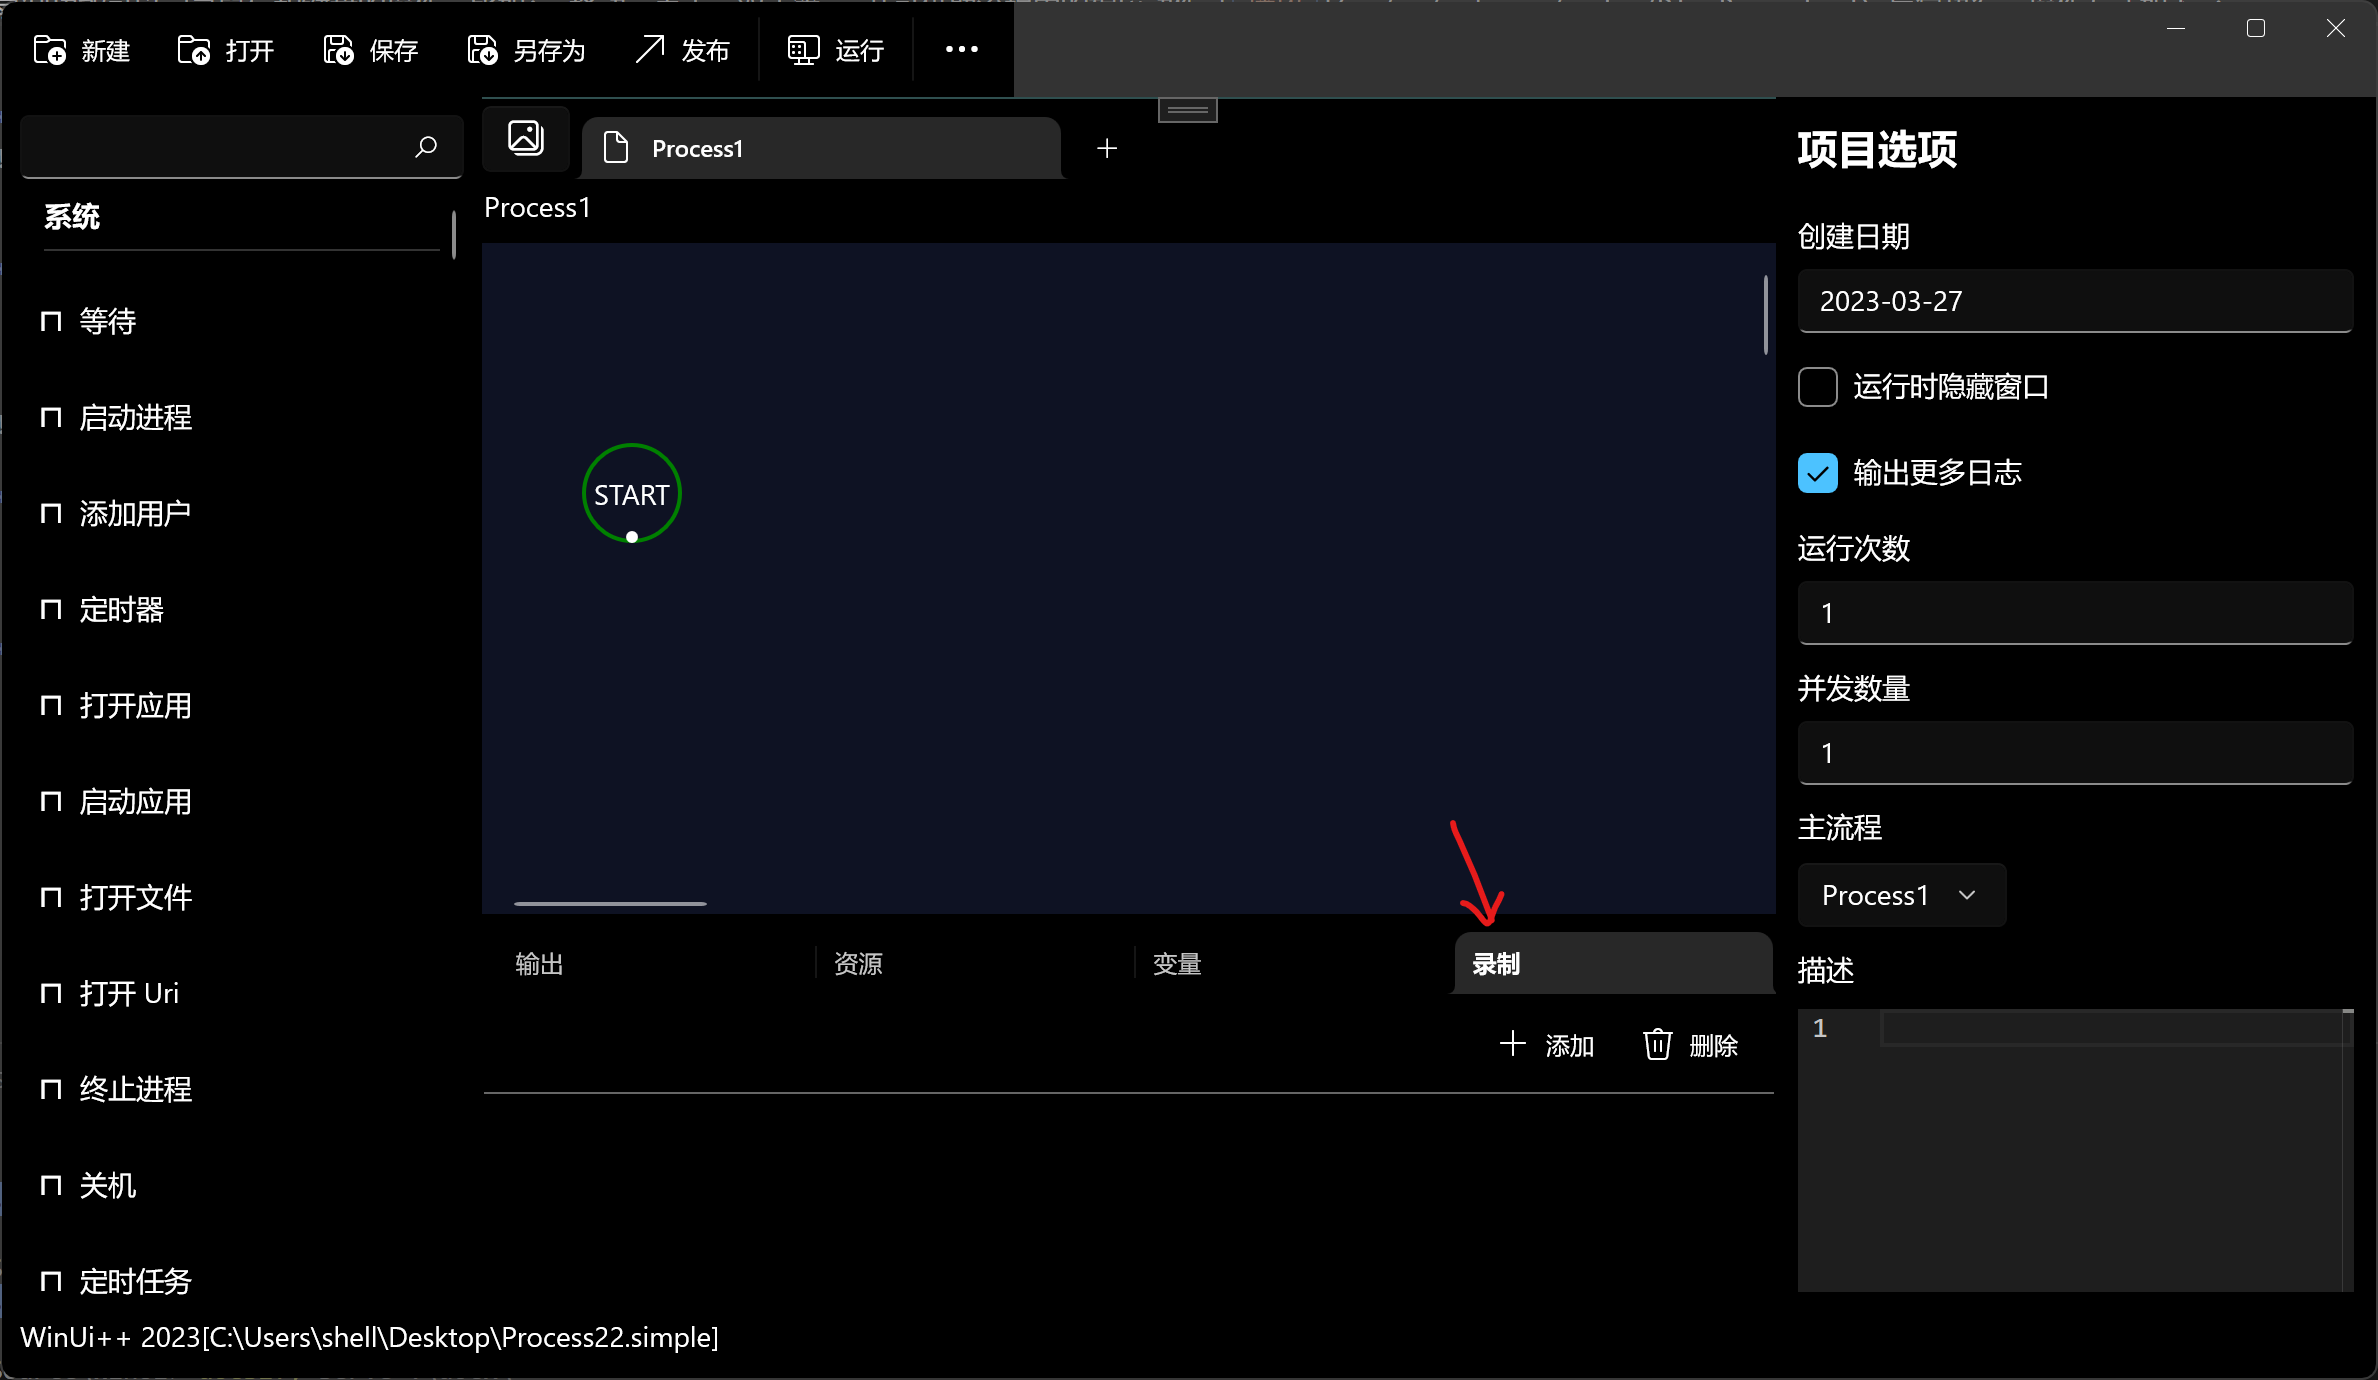 新建 打开 保存 另存为 发布 运行
Process1
Process1
系统
等待
启动进程
添加用户
定时器
打开应用
启动应用
打开文件
打开 Uri
终止进程
关机
定时任务
START
输出 资源 变量 录制
添加 删除
项目选项
创建日期
2023-03-27
运行时隐藏窗口
输出更多日志
运行次数
1
并发数量
1
主流程
Process1
描述
1
WinUi++ 2023[C:\Users\shell\Desktop\Process22.simple]